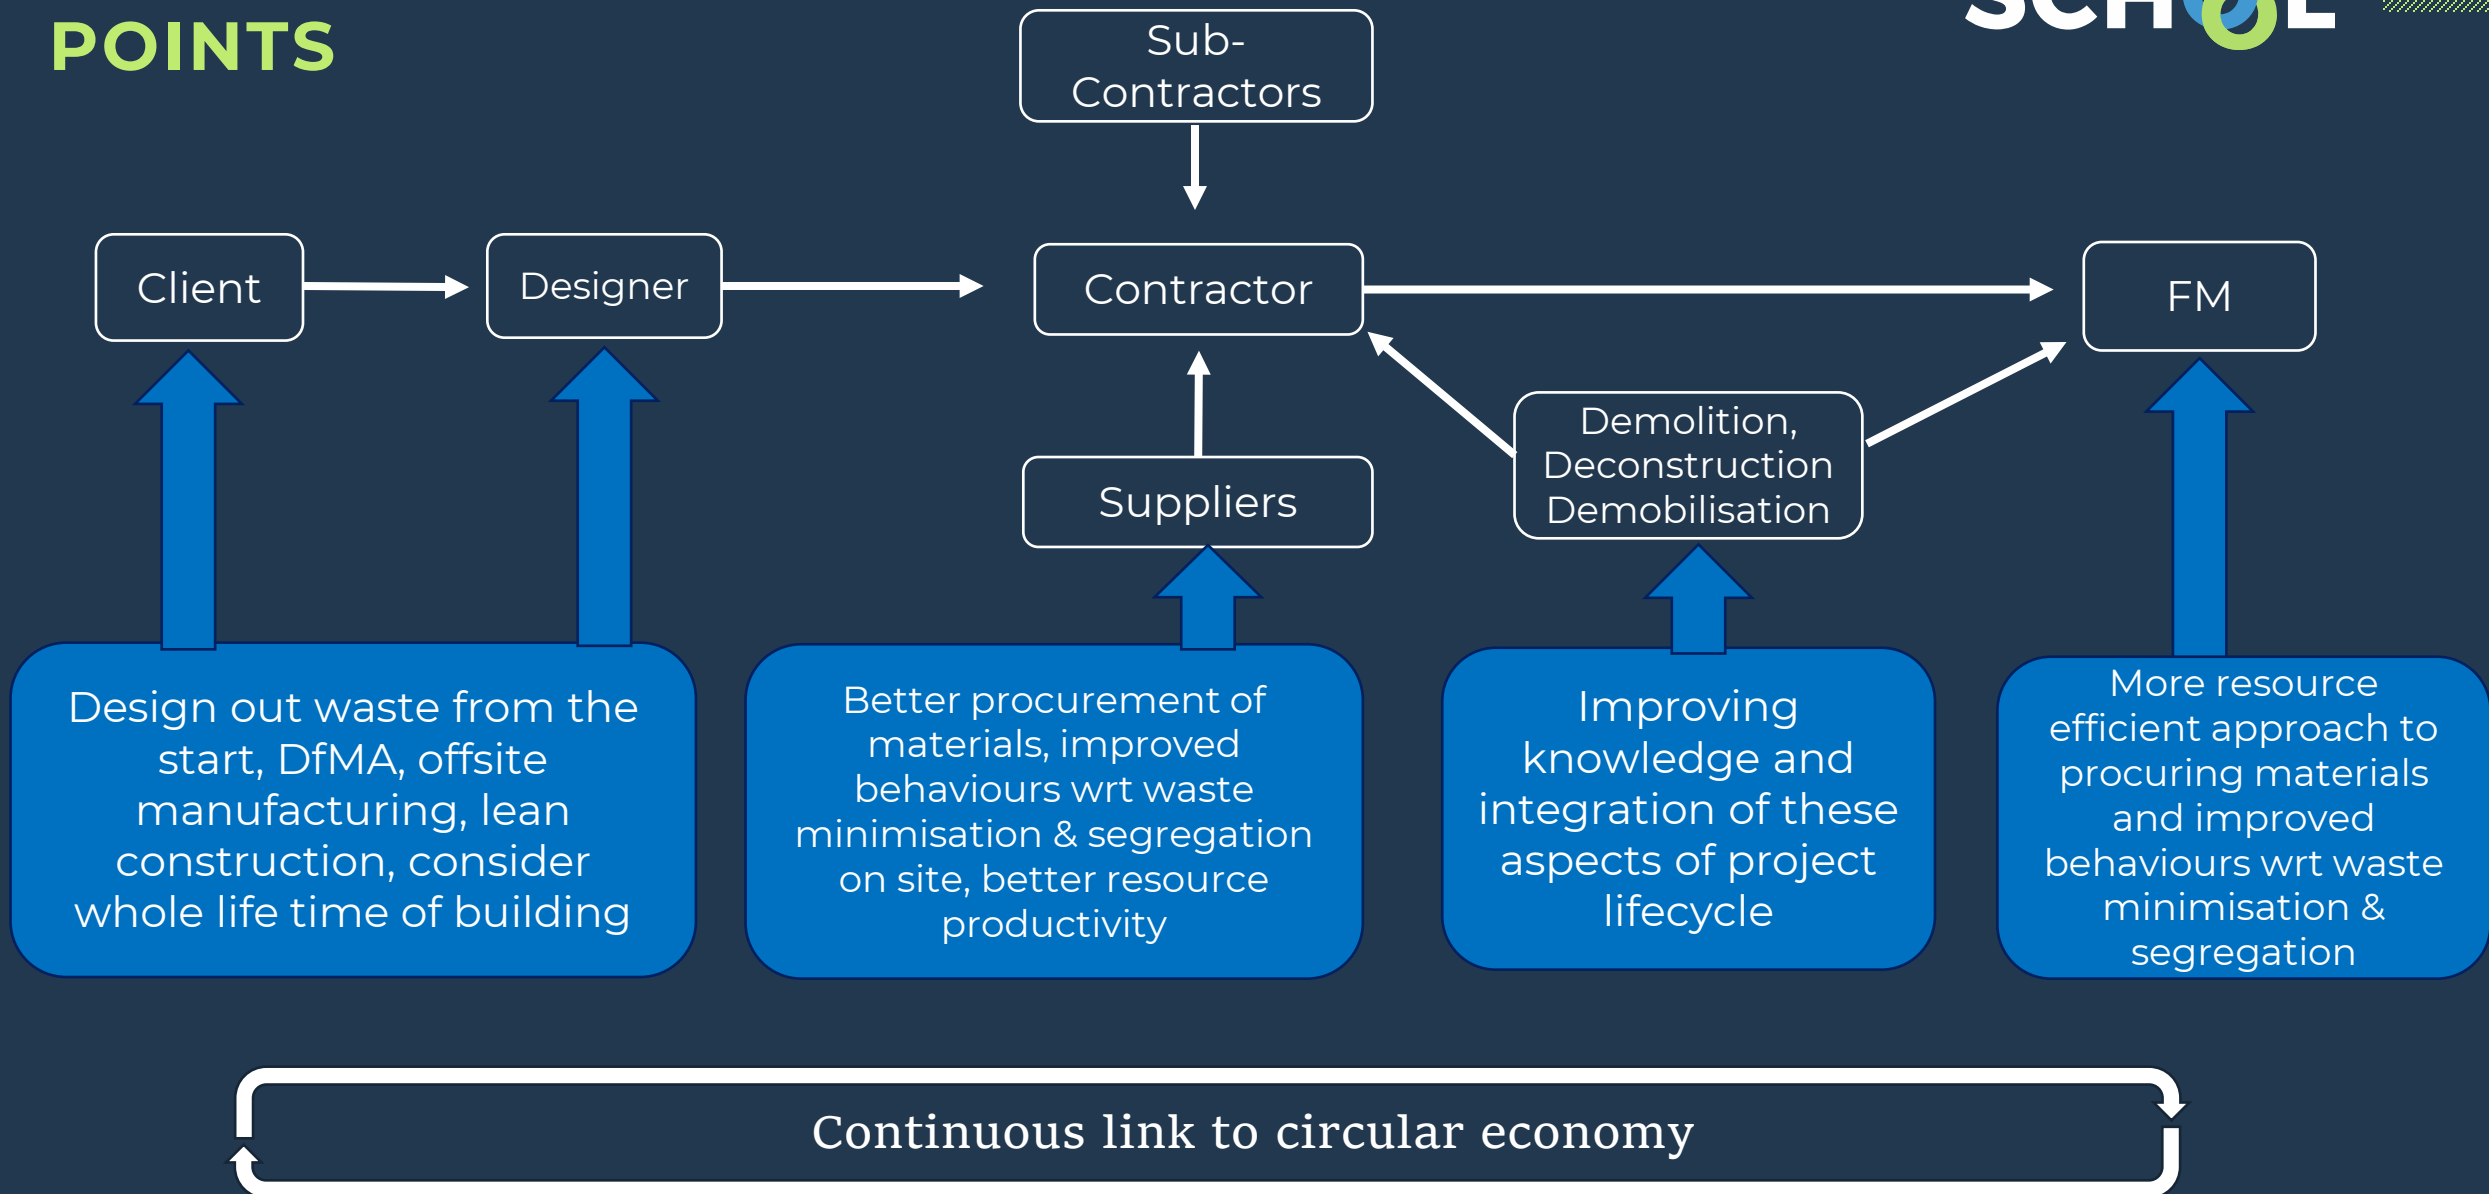 POINTS
SCHOOL
Sub-
Contractors
Client
Designer
Contractor
FM
Suppliers
Demolition,
Deconstruction
Demobilisation
Design out waste from the
start, DfMA, offsite
manufacturing, lean
construction, consider
whole life time of building
Better procurement of
materials, improved
behaviours wrt waste
minimisation & segregation
on site, better resource
productivity
Improving
knowledge and
integration of these
aspects of project
lifecycle
More resource
efficient approach to
procuring materials
and improved
behaviours wrt waste
minimisation &
segregation
Continuous link to circular economy